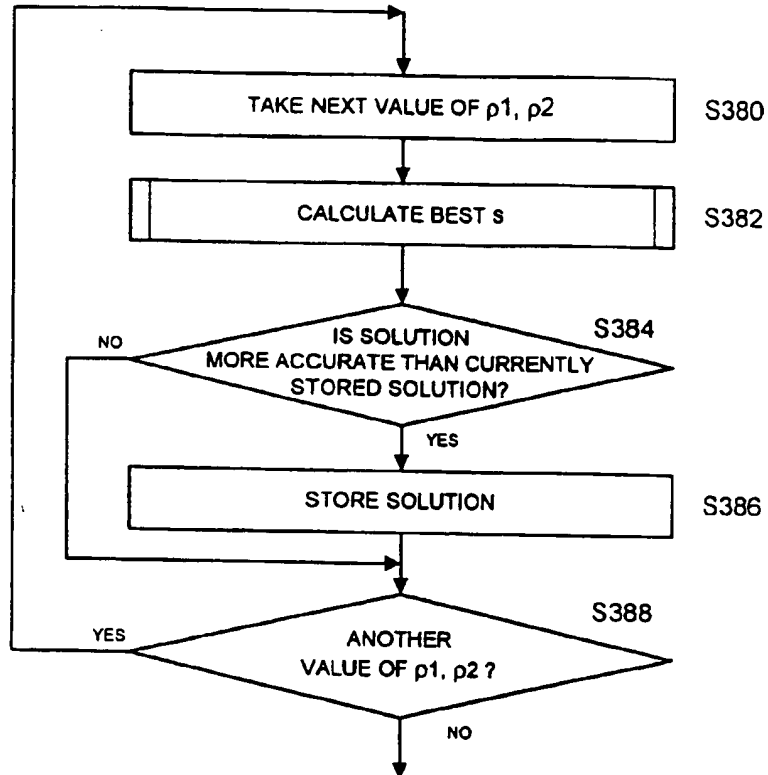 TAKE NEXT VALUE OF ρ1, ρ2
S380
CALCULATE BEST s
S382
S384
NO
IS SOLUTION
MORE ACCURATE THAN CURRENTLY
STORED SOLUTION?
YES
STORE SOLUTION
S386
S388
YES
ANOTHER
VALUE OF ρ1, ρ2 ?
NO